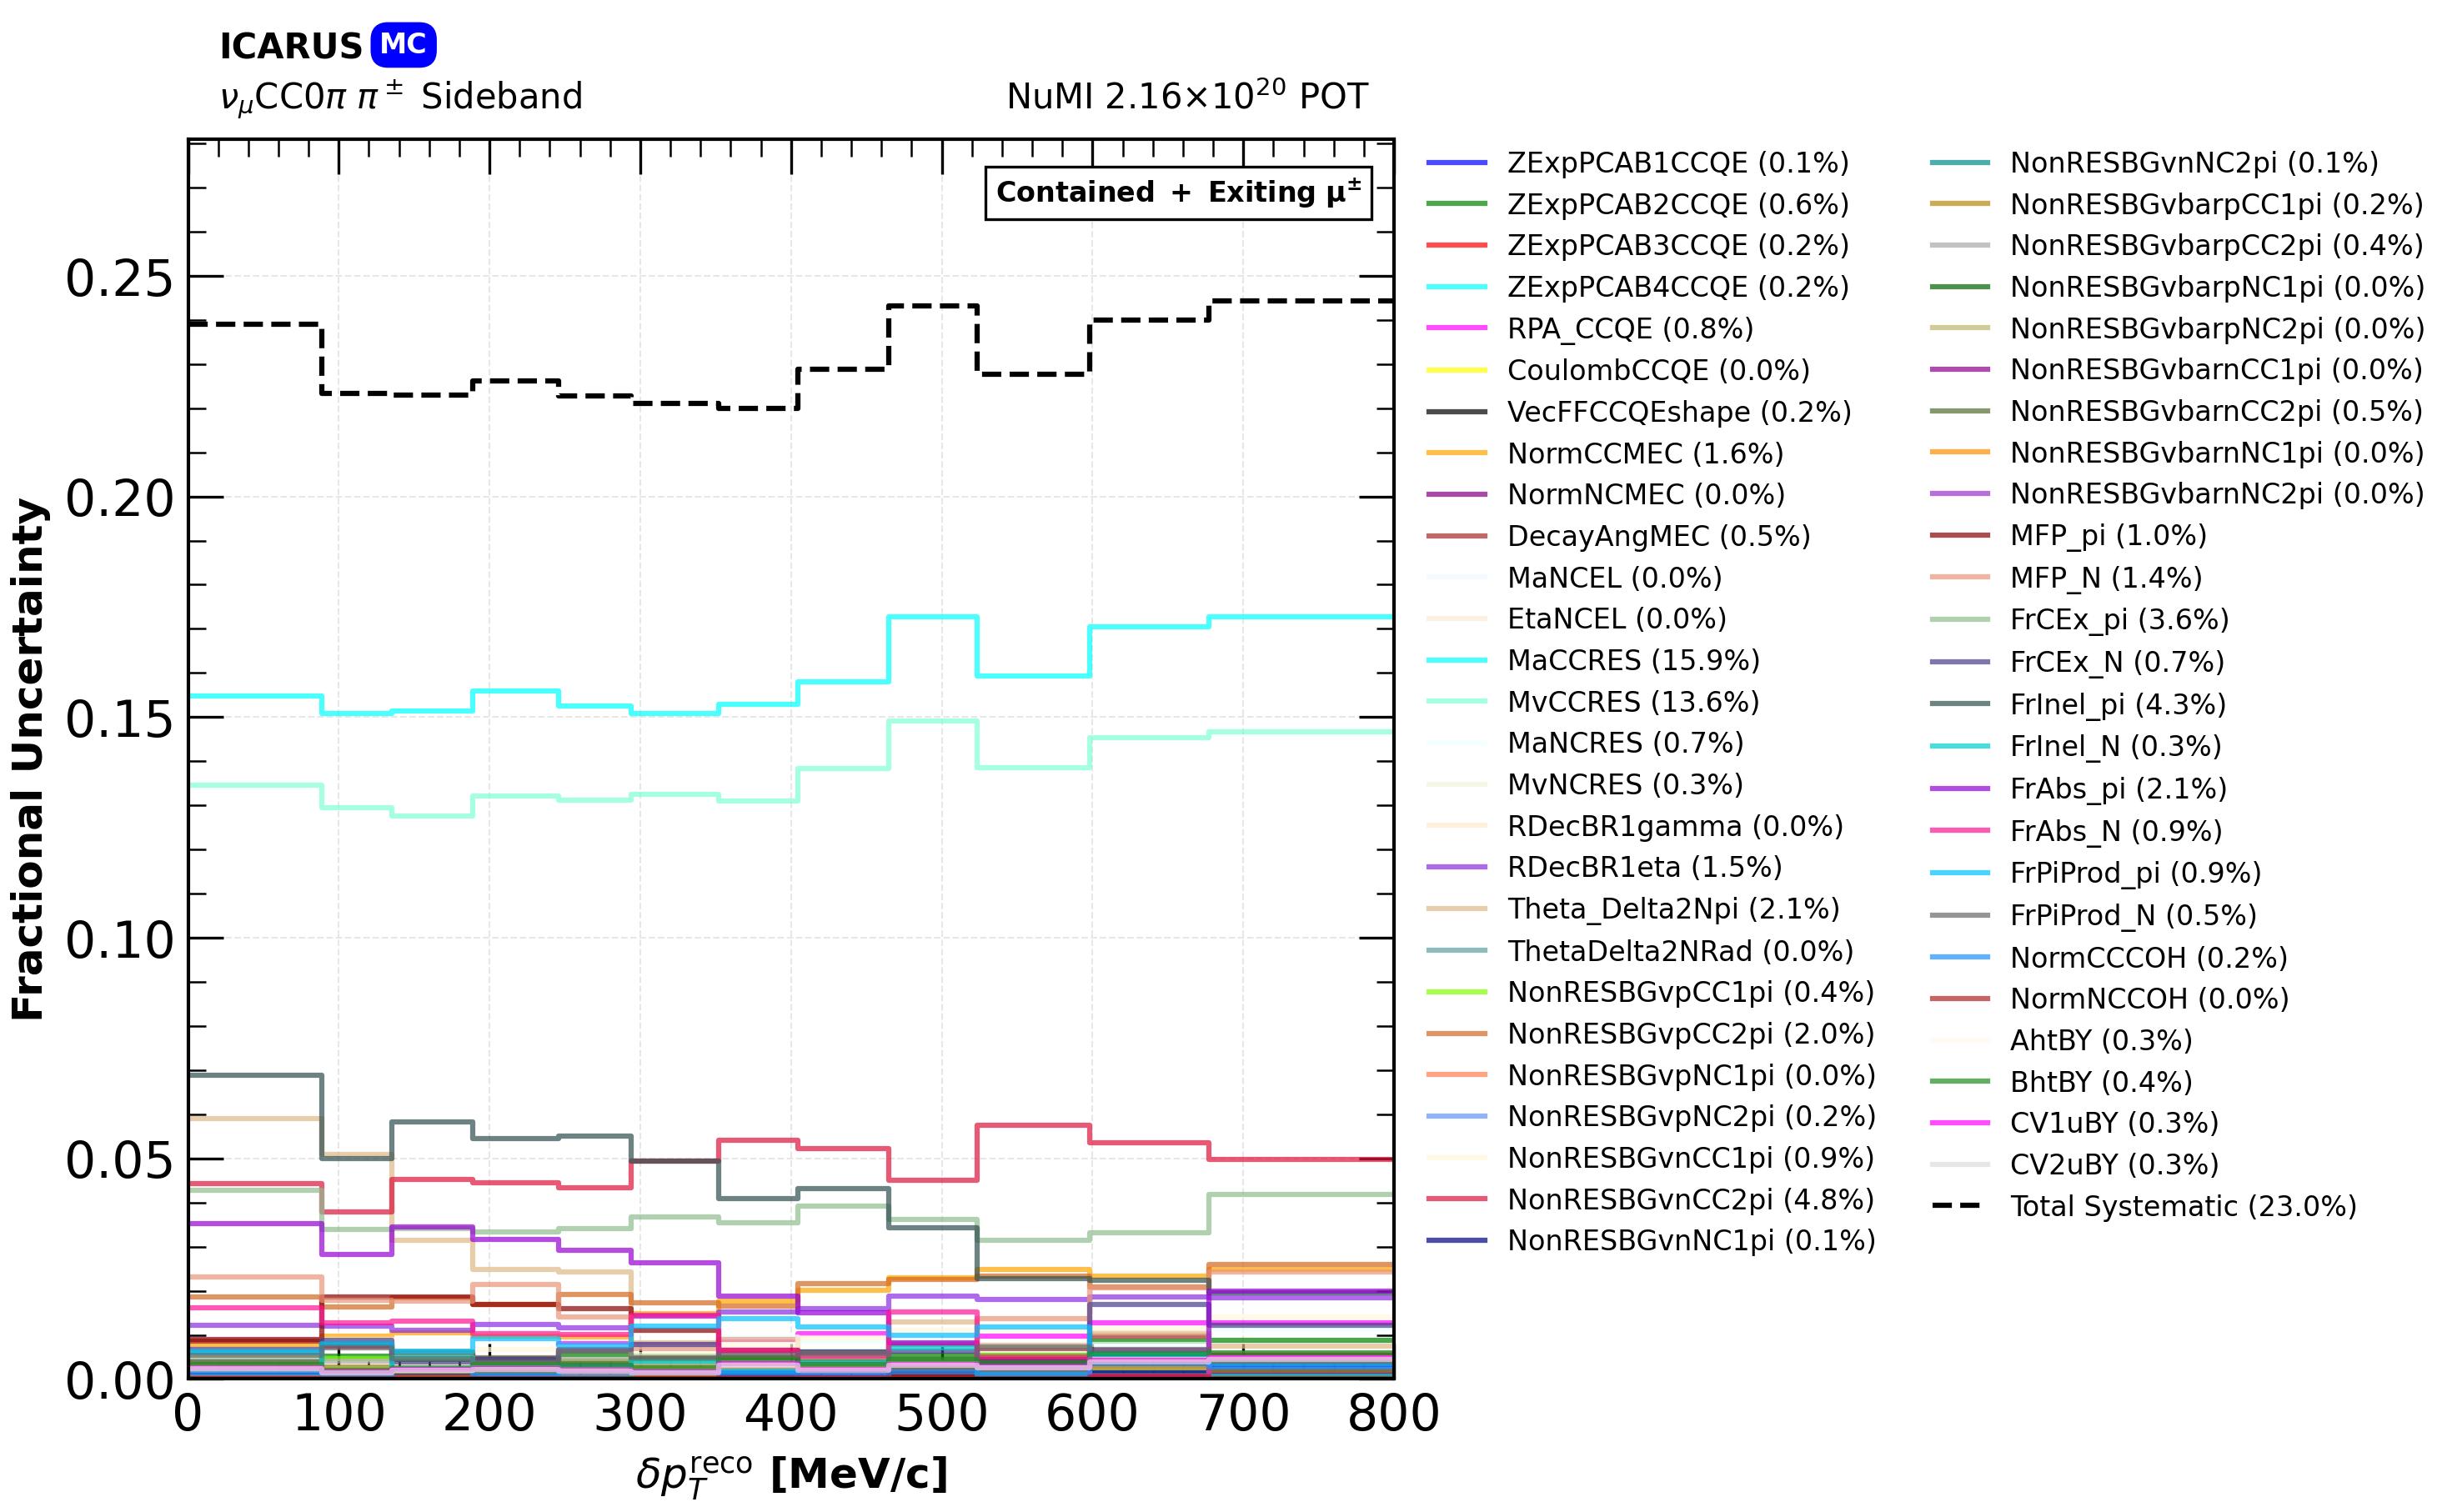 ICARUS MC
νμCC0π π± Sideband
NuMI 2.16×10²⁰ POT
Contained + Exiting μ±
Fractional Uncertainty
0.25
0.20
0.15
0.10
0.05
0.00
0 100 200 300 400 500 600 700 800
δp_T^reco [MeV/c]
ZExpPCAB1CCQE (0.1%)
ZExpPCAB2CCQE (0.6%)
ZExpPCAB3CCQE (0.2%)
ZExpPCAB4CCQE (0.2%)
RPA_CCQE (0.8%)
CoulombCCQE (0.0%)
VecFFCCQEshape (0.2%)
NormCCMEC (1.6%)
NormNCMEC (0.0%)
DecayAngMEC (0.5%)
MaNCEL (0.0%)
EtaNCEL (0.0%)
MaCCRES (15.9%)
MvCCRES (13.6%)
MaNCRES (0.7%)
MvNCRES (0.3%)
RDecBR1gamma (0.0%)
RDecBR1eta (1.5%)
Theta_Delta2Npi (2.1%)
ThetaDelta2NRad (0.0%)
NonRESBGvpCC1pi (0.4%)
NonRESBGvpCC2pi (2.0%)
NonRESBGvpNC1pi (0.0%)
NonRESBGvpNC2pi (0.2%)
NonRESBGvnCC1pi (0.9%)
NonRESBGvnCC2pi (4.8%)
NonRESBGvnNC1pi (0.1%)
NonRESBGvnNC2pi (0.1%)
NonRESBGvbarpCC1pi (0.2%)
NonRESBGvbarpCC2pi (0.4%)
NonRESBGvbarpNC1pi (0.0%)
NonRESBGvbarpNC2pi (0.0%)
NonRESBGvbarnCC1pi (0.0%)
NonRESBGvbarnCC2pi (0.5%)
NonRESBGvbarnNC1pi (0.0%)
NonRESBGvbarnNC2pi (0.0%)
MFP_pi (1.0%)
MFP_N (1.4%)
FrCEx_pi (3.6%)
FrCEx_N (0.7%)
FrInel_pi (4.3%)
FrInel_N (0.3%)
FrAbs_pi (2.1%)
FrAbs_N (0.9%)
FrPiProd_pi (0.9%)
FrPiProd_N (0.5%)
NormCCCOH (0.2%)
NormNCCOH (0.0%)
AhtBY (0.3%)
BhtBY (0.4%)
CV1uBY (0.3%)
CV2uBY (0.3%)
Total Systematic (23.0%)